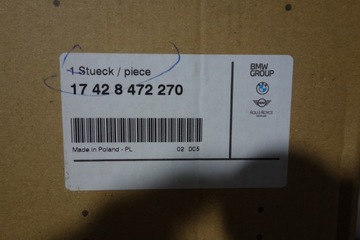 1 Stueck / piece
17 42 8 472 270
Made in Poland - PL
02 DC5
BMW
GROUP
ROLLS-ROYCE